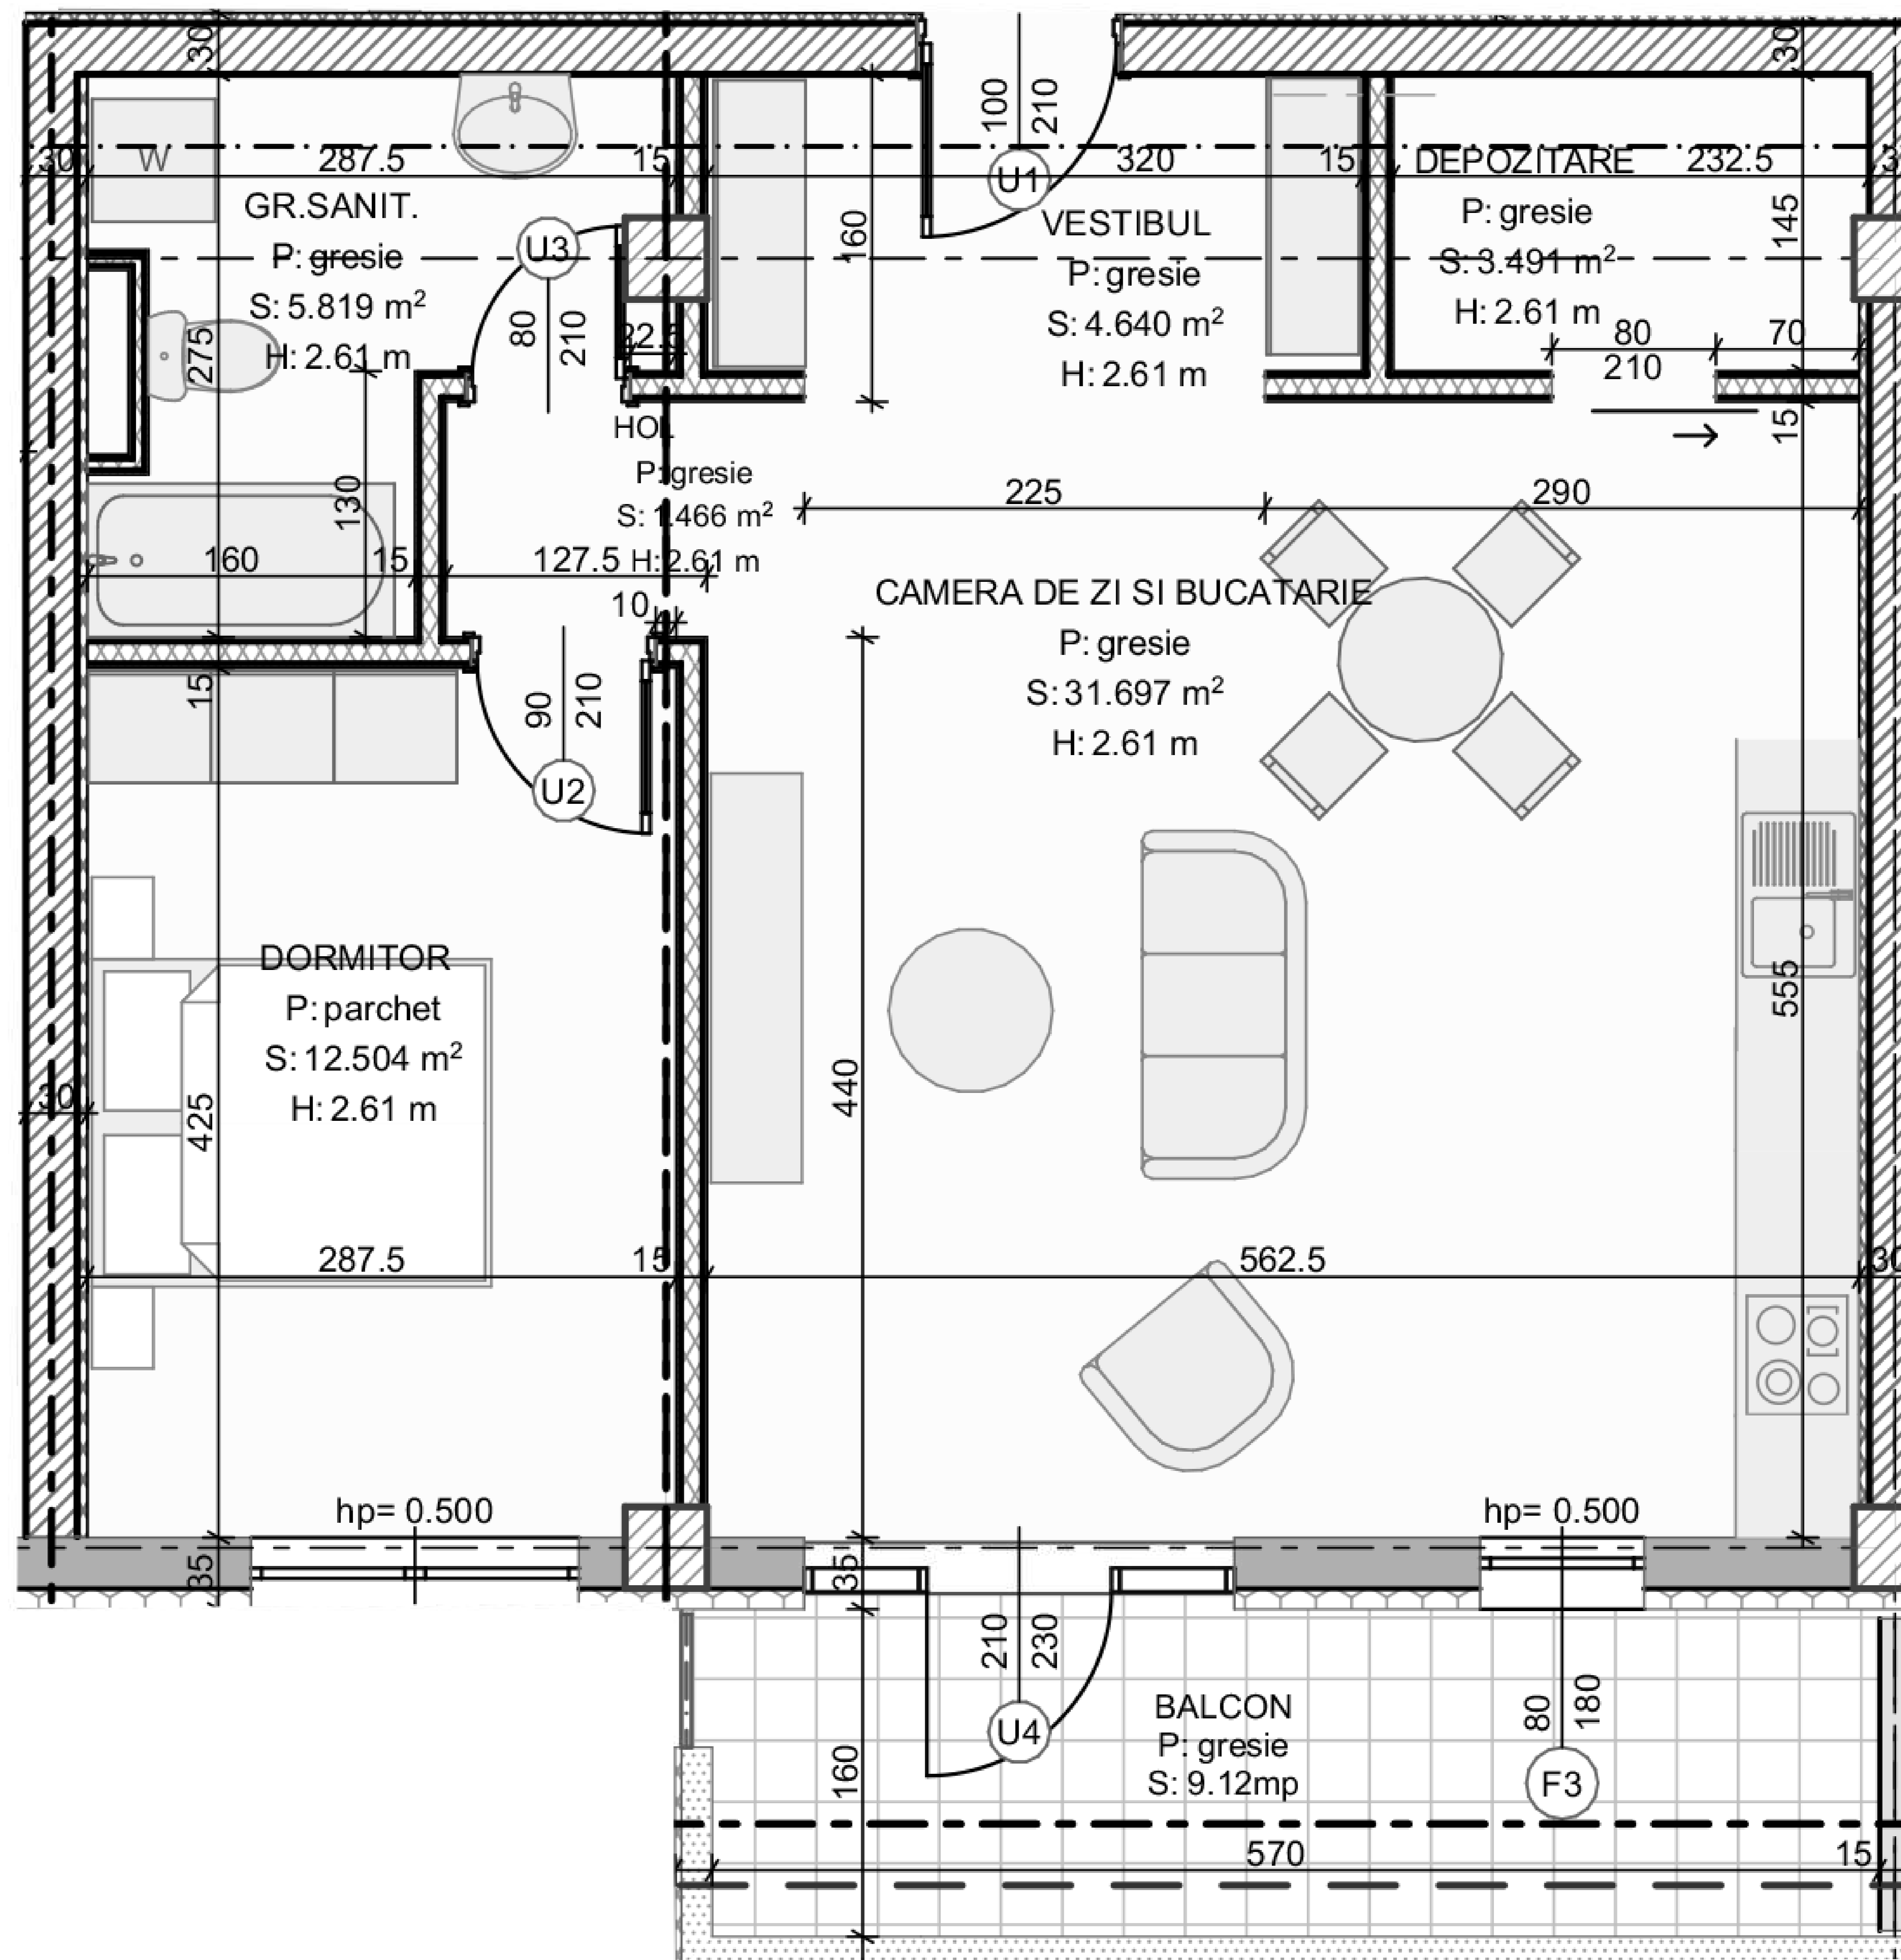 30
30
100
210
30
W
287.5
15
U1
320
15
DEPOZITARE
232.5
GR.SANIT.
P: gresie
S: 5.819 m²
H: 2.61 m
U3
80
210
22.5
160
VESTIBUL
P: gresie
S: 4.640 m²
H: 2.61 m
P: gresie
S: 3.491 m²
H: 2.61 m
145
80
210
70
275
15
HOL
P: gresie
S: 1.466 m²
H: 2.61 m
130
225
290
160
15
127.5
10
CAMERA DE ZI SI BUCATARIE
P: gresie
S: 31.697 m²
H: 2.61 m
15
90
210
U2
DORMITOR
P: parchet
S: 12.504 m²
H: 2.61 m
30
425
440
555
287.5
15
562.5
30
hp= 0.500
hp= 0.500
35
35
210
230
U4
BALCON
P: gresie
S: 9.12mp
80
180
F3
160
570
15